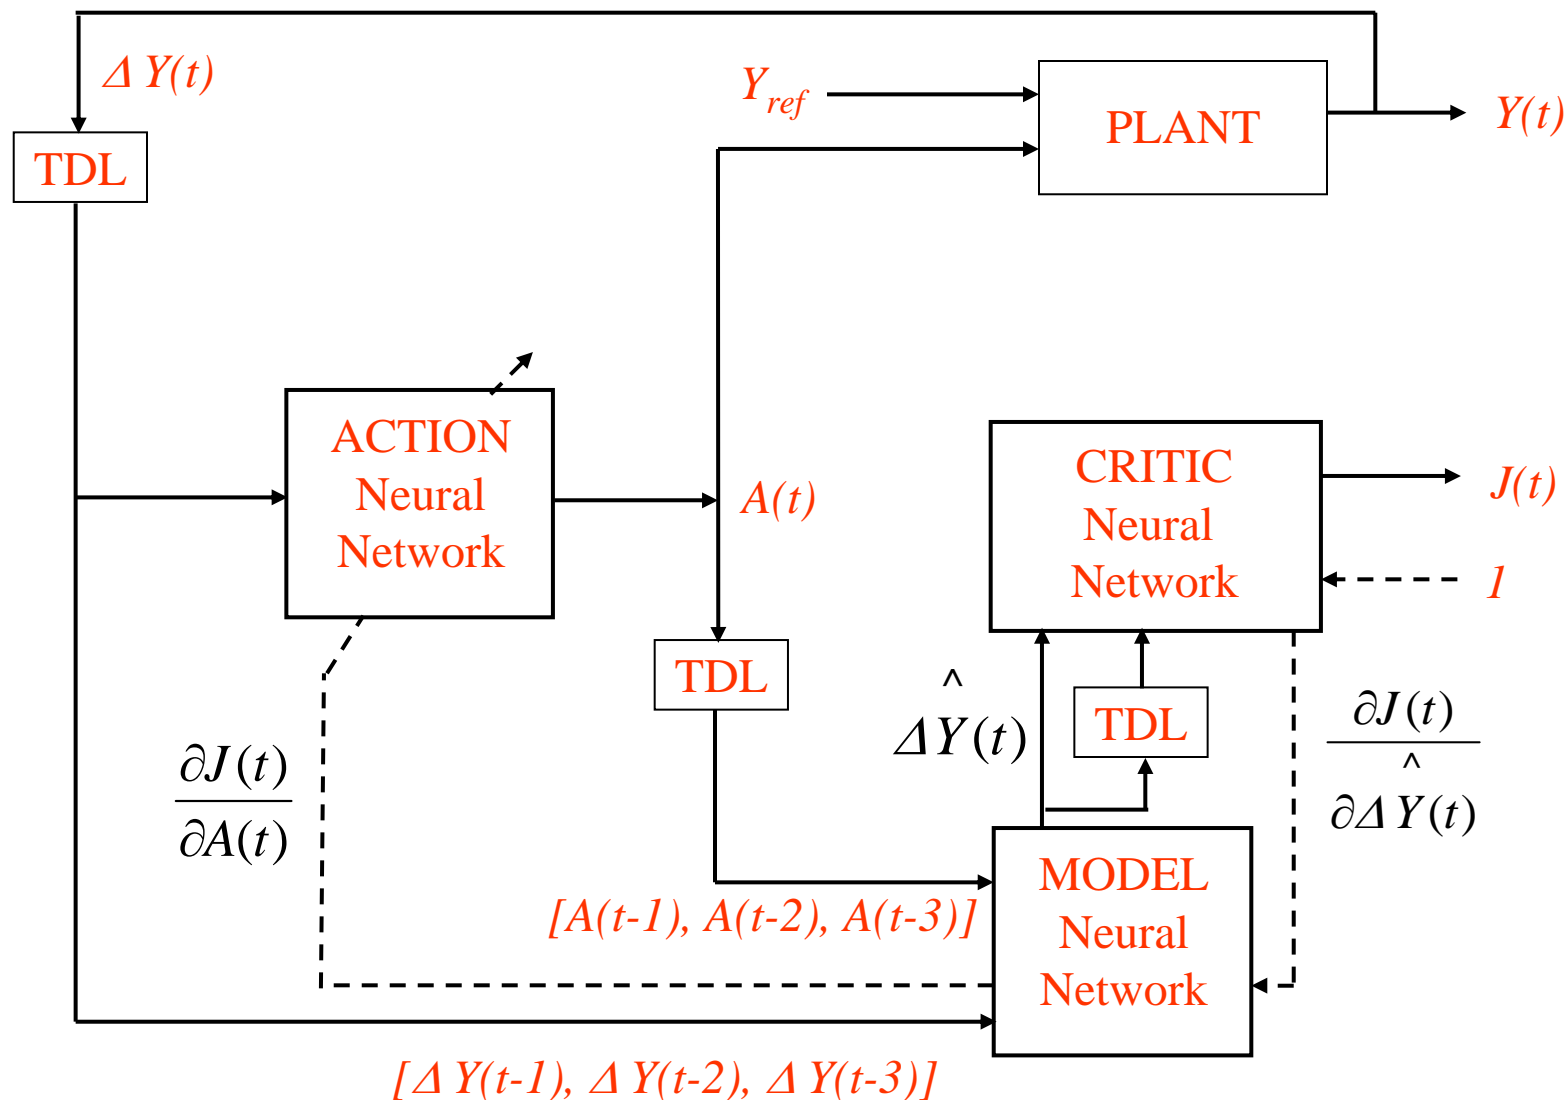 Δ Y(t)
TDL
Y_ref
PLANT
Y(t)
ACTION
Neural
Network
A(t)
CRITIC
Neural
Network
J(t)
1
TDL
^
ΔY(t)
TDL
∂J(t)
^
∂ΔY(t)
∂J(t)
∂A(t)
MODEL
Neural
Network
[A(t-1), A(t-2), A(t-3)]
[Δ Y(t-1), Δ Y(t-2), Δ Y(t-3)]